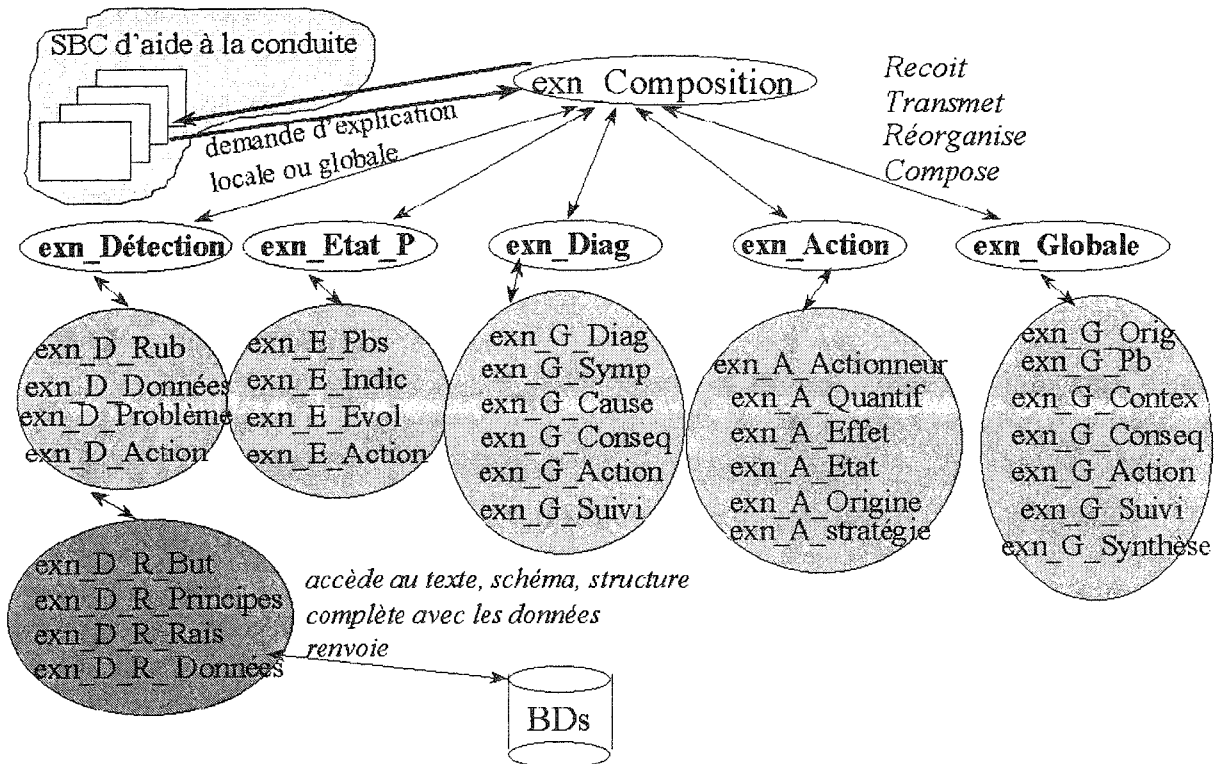 SBC d'aide à la conduite
exn_Composition
Recoit
Transmet
Réorganise
Compose
demande d'explication
locale ou globale
exn_Détection
exn_Etat_P
exn_Diag
exn_Action
exn_Globale
exn_D_Rub
exn_D_Données
exn_D_Problème
exn_D_Action
exn_E_Pbs
exn_E_Indic
exn_E_Evol
exn_E_Action
exn_G_Diag
exn_G_Symp
exn_G_Cause
exn_G_Conseq
exn_G_Action
exn_G_Suivi
exn_A_Actionneur
exn_A_Quantif
exn_A_Effet
exn_A_Etat
exn_A_Origine
exn_A_stratégie
exn_G_Orig
exn_G_Pb
exn_G_Contex
exn_G_Conseq
exn_G_Action
exn_G_Suivi
exn_G_Synthèse
exn_D_R_But
exn_D_R_Principes
exn_D_R_Rais
exn_D_R_Donnees
accède au texte, schéma, structure
complète avec les données
renvoie
BDs